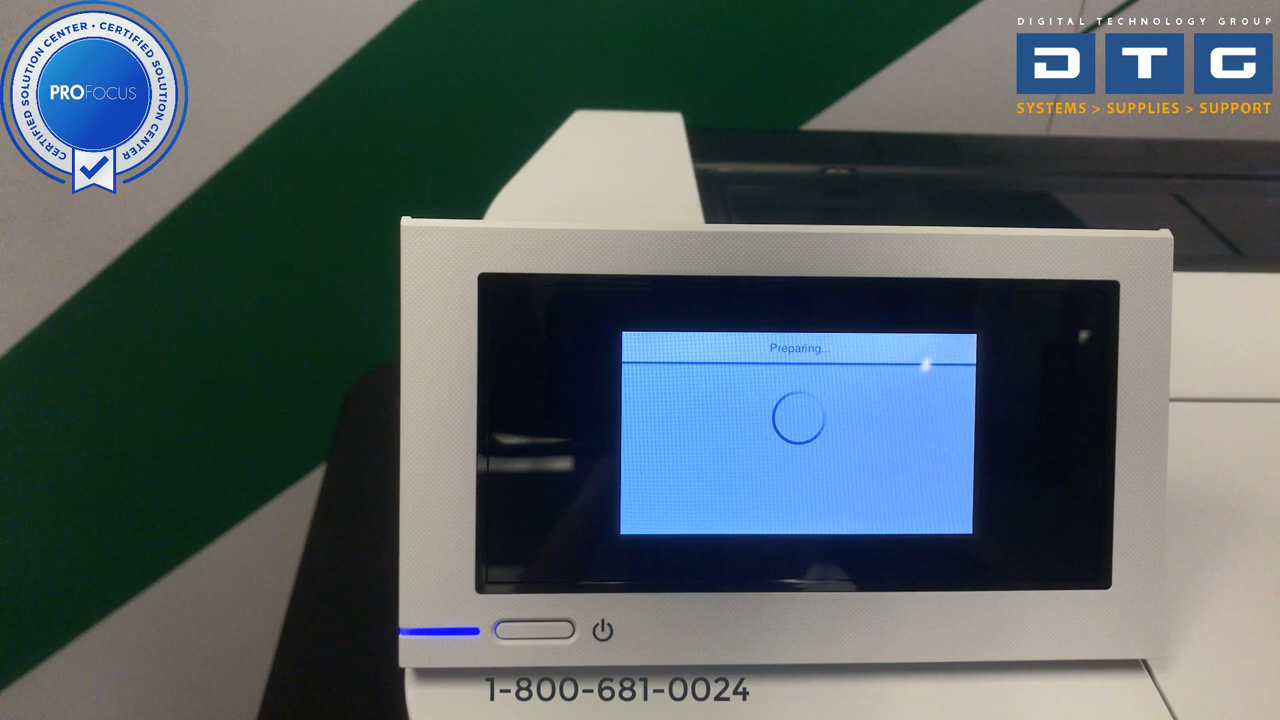 CERTIFIED SOLUTION CENTER • CERTIFIED SOLUTION CENTER
PROFOCUS
DIGITAL TECHNOLOGY GROUP
DTG
SYSTEMS > SUPPLIES > SUPPORT
Preparing...
1-800-681-0024